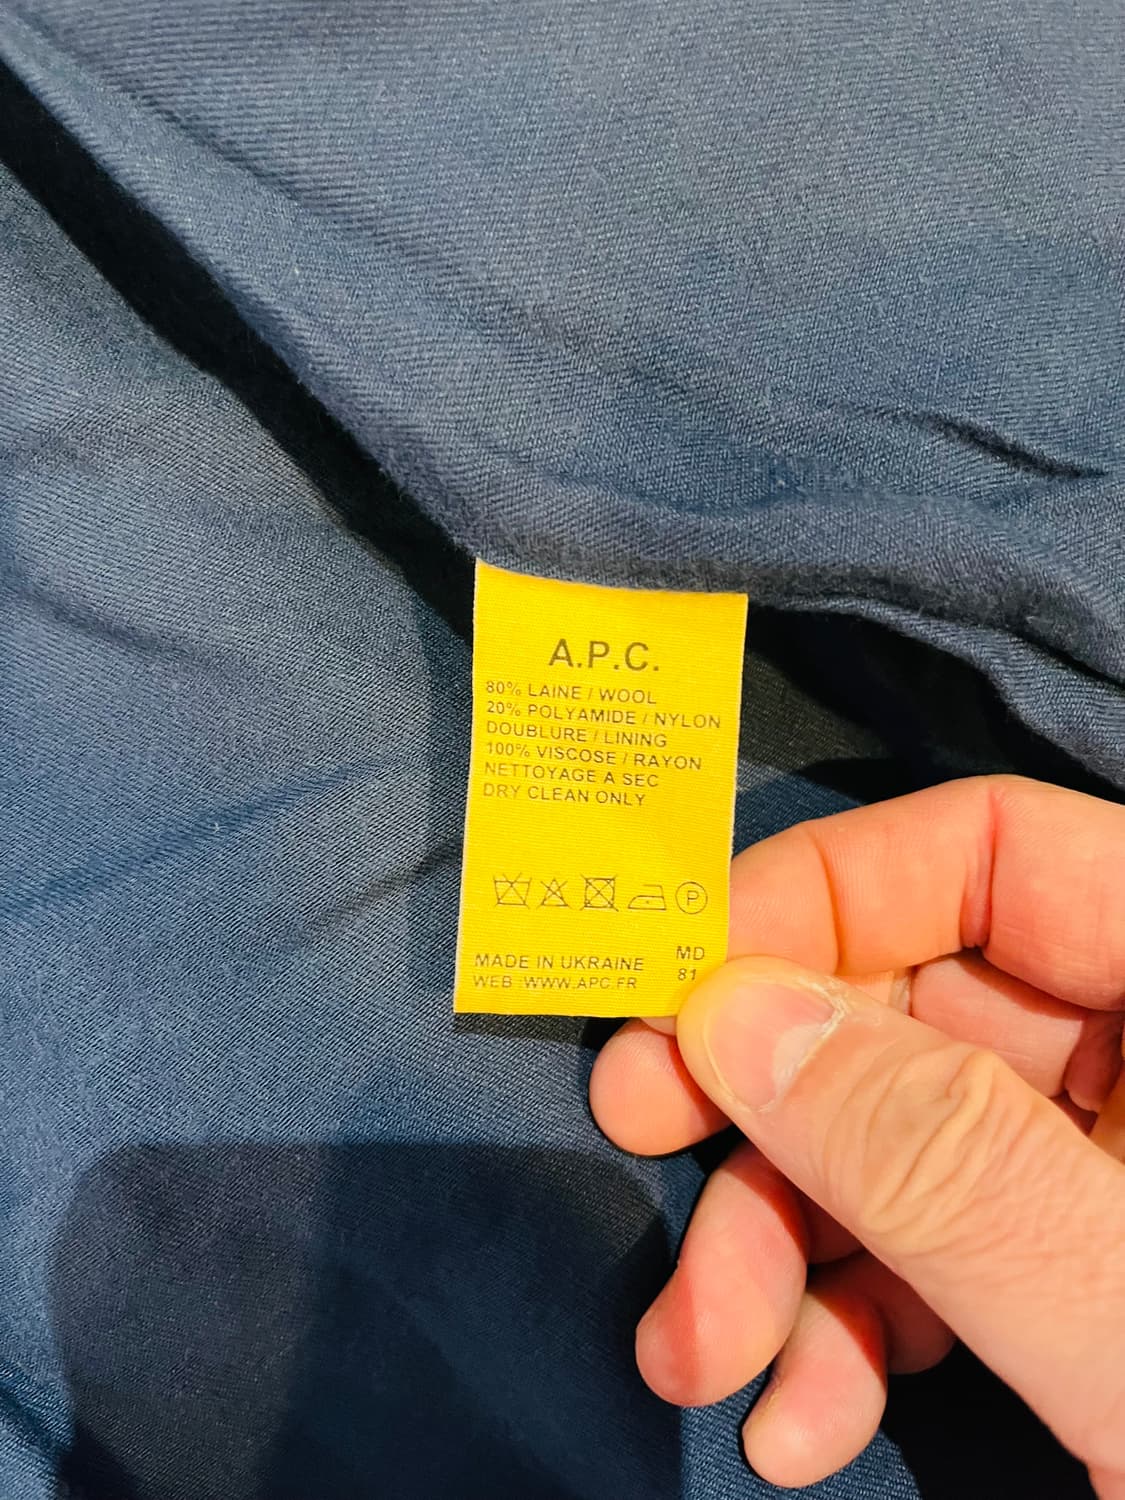 A.P.C.
80% LAINE / WOOL
20% POLYAMIDE / NYLON
DOUBLURE / LINING
100% VISCOSE / RAYON
NETTOYAGE A SEC
DRY CLEAN ONLY
P
MD
MADE IN UKRAINE
81
WEB :WWW.APC.FR